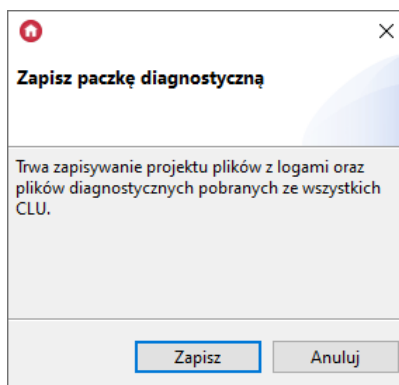 Zapisz paczkę diagnostyczną
Trwa zapisywanie projektu plików z logami oraz
plików diagnostycznych pobranych ze wszystkich
CLU.
Zapisz
Anuluj